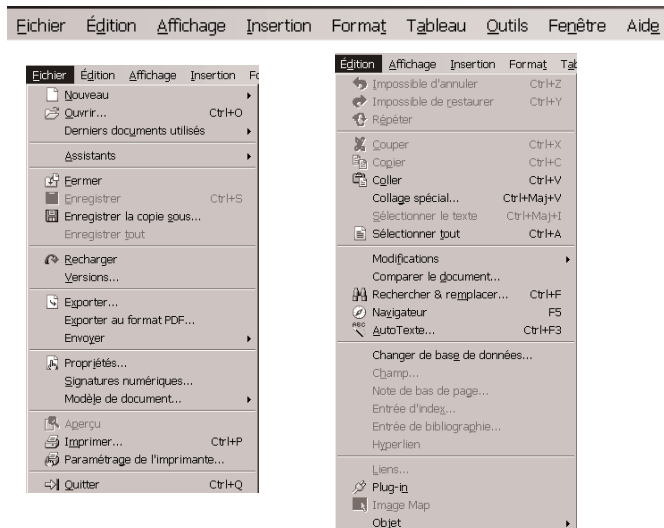 Fichier Édition Affichage Insertion Format Tableau Outils Fenêtre Aide
Fichier Édition Affichage Insertion Fo
Nouveau
Ouvrir... Ctrl+O
Derniers documents utilisés
Assistants
Fermer
Enregistrer Ctrl+S
Enregistrer la copie sous...
Enregistrer tout
Recharger
Versions...
Exporter...
Exporter au format PDF...
Envoyer
Propriétés...
Signatures numériques...
Modèle de document...
Aperçu
Imprimer... Ctrl+P
Paramétrage de l'imprimante...
Quitter Ctrl+Q
Édition Affichage Insertion Format Tab
Impossible d'annuler Ctrl+Z
Impossible de restaurer Ctrl+Y
Répéter
Couper Ctrl+X
Copier Ctrl+C
Coller Ctrl+V
Collage spécial... Ctrl+Maj+V
Sélectionner le texte Ctrl+Maj+I
Sélectionner tout Ctrl+A
Modifications
Comparer le document...
Rechercher & remplacer... Ctrl+F
Navigateur F5
ABC AutoTexte... Ctrl+F3
Changer de base de données...
Champ...
Note de bas de page...
Entrée d'index...
Entrée de bibliographie...
Hyperlien
Liens...
Plug-in
Image Map
Objet